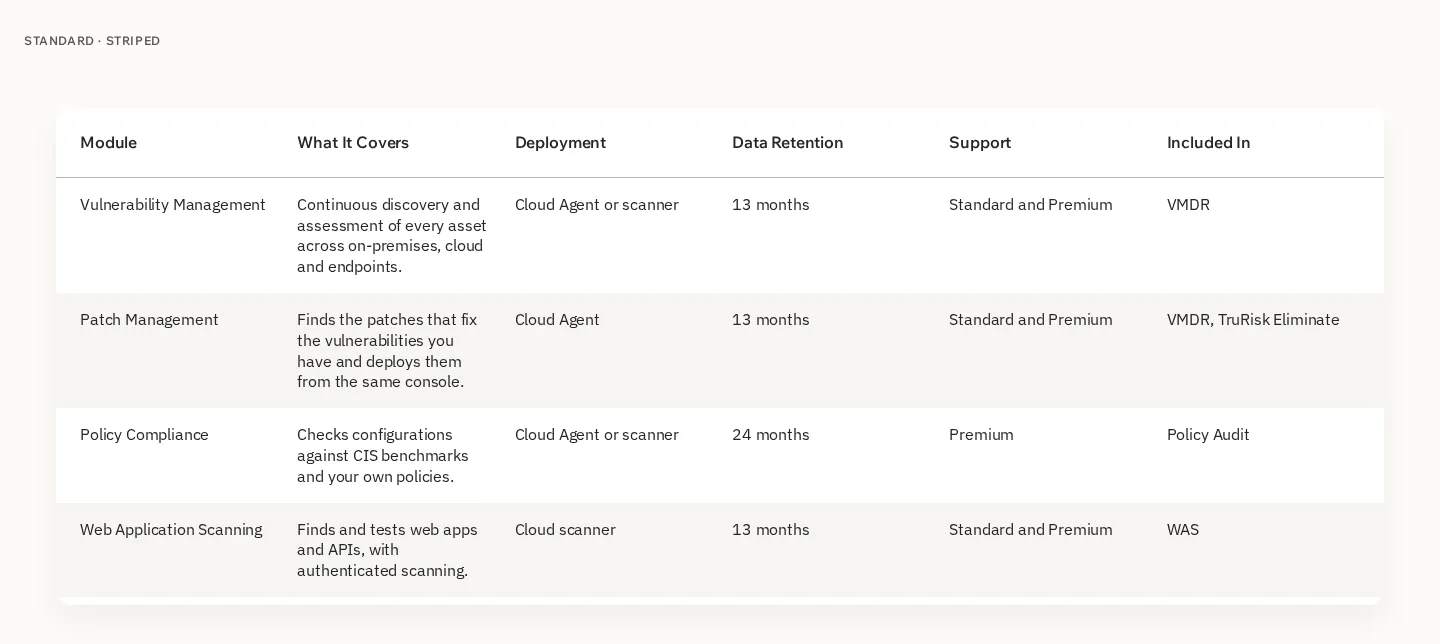 STANDARD · STRIPED
Module What It Covers Deployment Data Retention Support Included In
Vulnerability Management Continuous discovery and Cloud Agent or scanner 13 months Standard and Premium VMDR
assessment of every asset
across on-premises, cloud
and endpoints.
Patch Management Finds the patches that fix Cloud Agent 13 months Standard and Premium VMDR, TruRisk Eliminate
the vulnerabilities you
have and deploys them
from the same console.
Policy Compliance Checks configurations Cloud Agent or scanner 24 months Premium Policy Audit
against CIS benchmarks
and your own policies.
Web Application Scanning Finds and tests web apps Cloud scanner 13 months Standard and Premium WAS
and APIs, with
authenticated scanning.